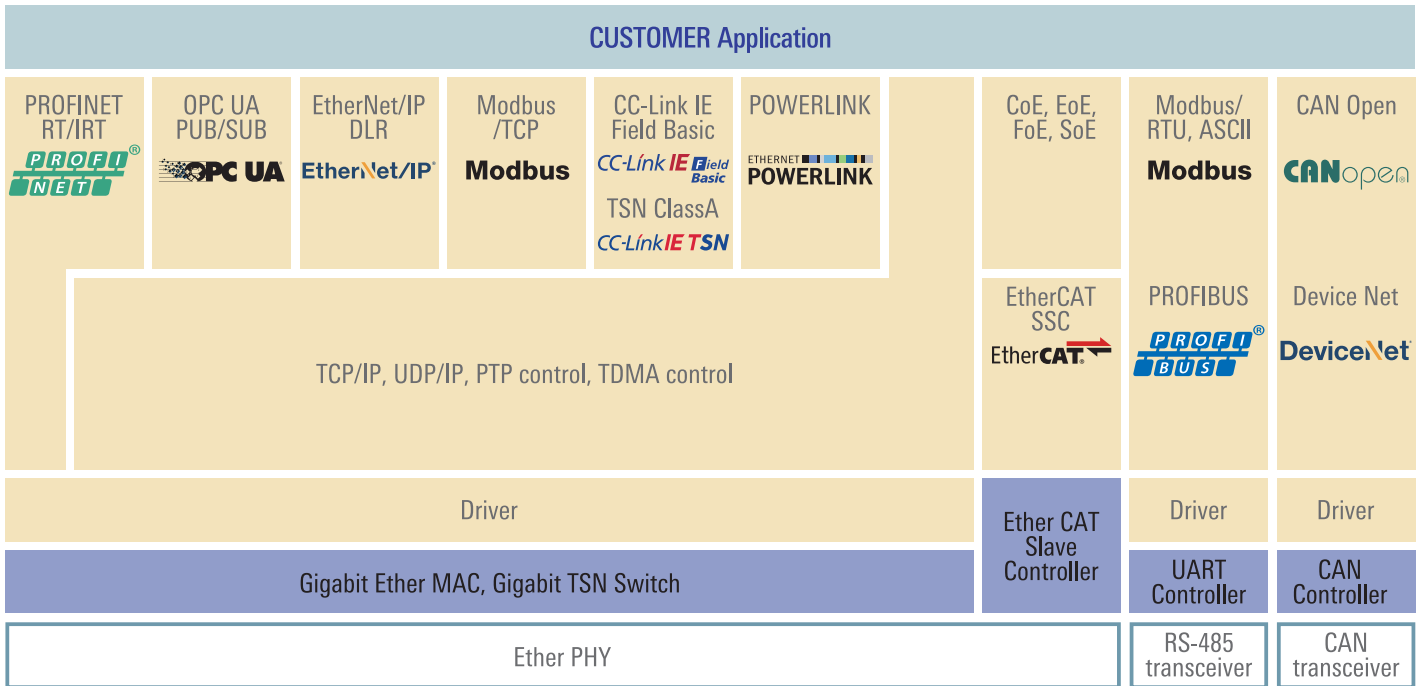 CUSTOMER Application
PROFINET
RT/IRT
PROFI®
NET
OPC UA
PUB/SUB
OPC UA
EtherNet/IP
DLR
EtherNet/IP®
Modbus
/TCP
Modbus
CC-Link IE
Field Basic
CC-Link IE Field
Basic
TSN ClassA
CC-Link IE TSN
POWERLINK
ETHERNET
POWERLINK
CoE, EoE,
FoE, SoE
Modbus/
RTU, ASCII
Modbus
CAN Open
CANopen®
TCP/IP, UDP/IP, PTP control, TDMA control
EtherCAT
SSC
EtherCAT®
PROFIBUS
PROFI®
BUS
Device Net
DeviceNet
Driver
Ether CAT
Slave
Controller
Driver
Driver
Gigabit Ether MAC, Gigabit TSN Switch
UART
Controller
CAN
Controller
Ether PHY
RS-485
transceiver
CAN
transceiver